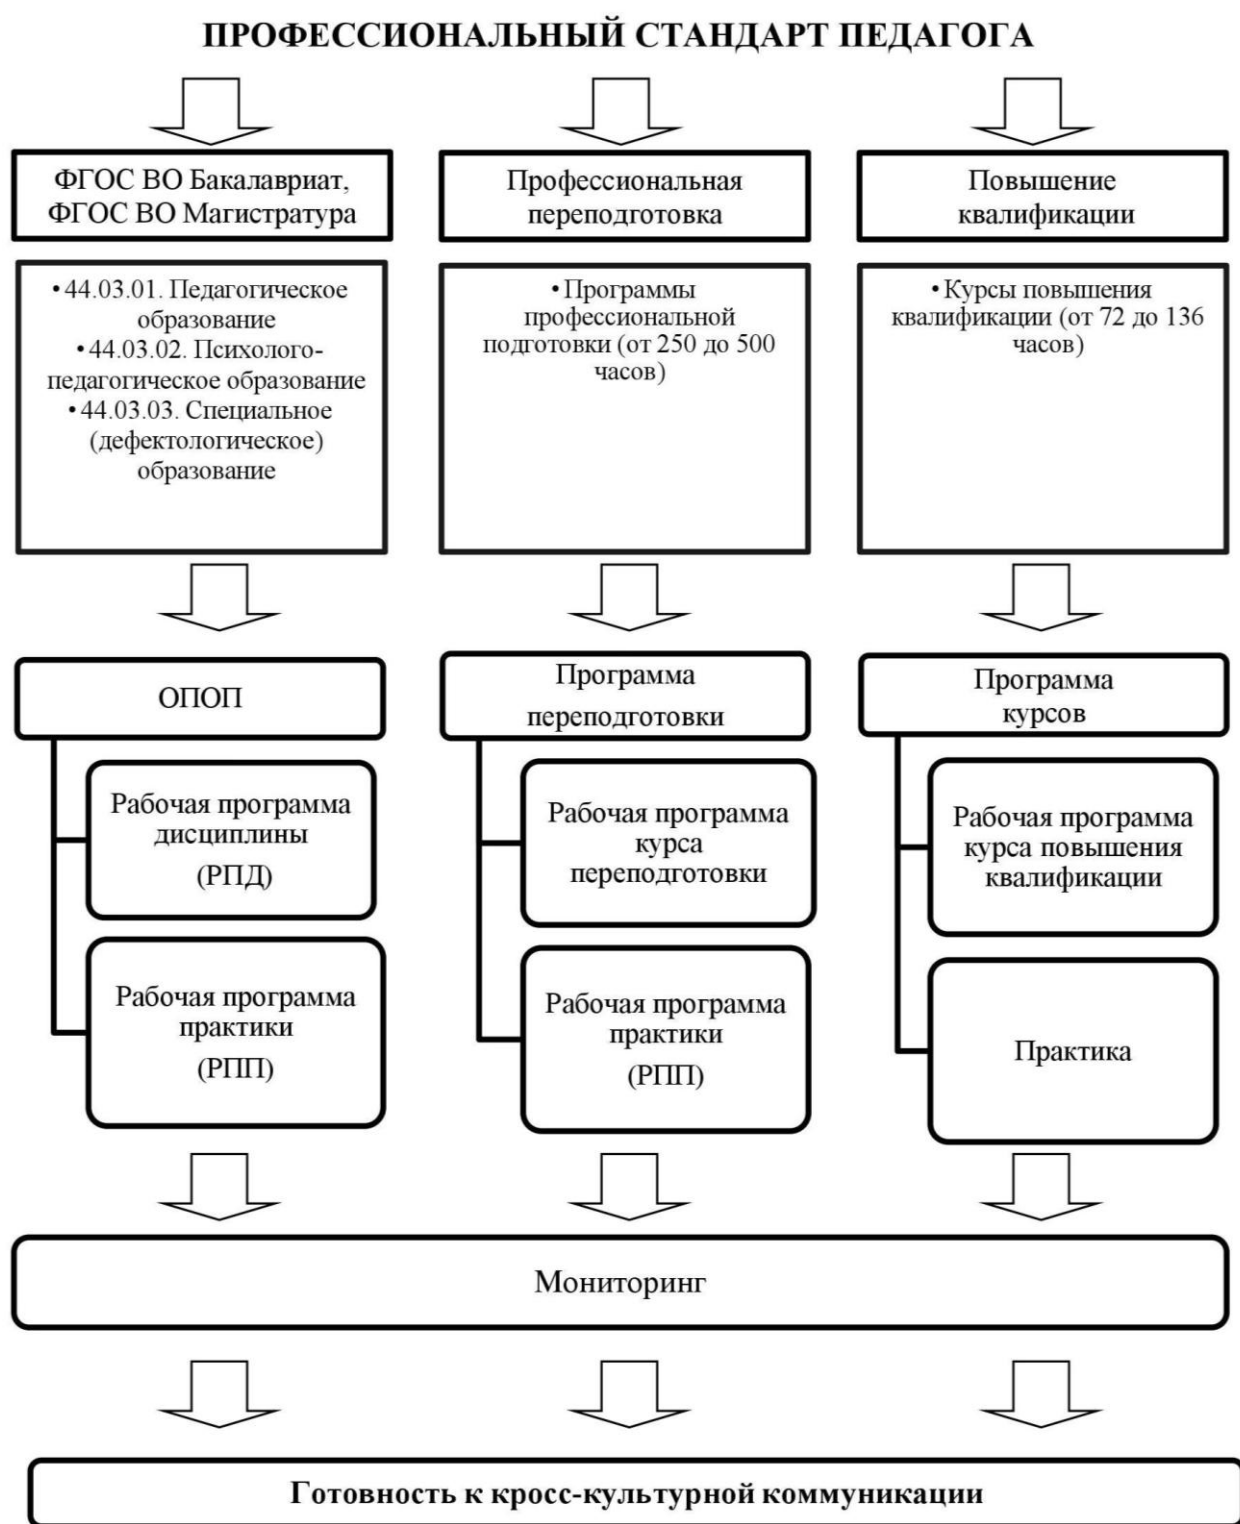 ПРОФЕССИОНАЛЬНЫЙ СТАНДАРТ ПЕДАГОГА
ФГОС ВО Бакалавриат,
ФГОС ВО Магистратура
Профессиональная
переподготовка
Повышение
квалификации
• 44.03.01. Педагогическое
образование
• 44.03.02. Психолого-
педагогическое образование
• 44.03.03. Специальное
(дефектологическое)
образование
• Программы
профессиональной
подготовки (от 250 до 500
часов)
• Курсы повышения
квалификации (от 72 до 136
часов)
ОПОП
Программа
переподготовки
Программа
курсов
Рабочая программа
дисциплины
(РПД)
Рабочая программа
курса
переподготовки
Рабочая программа
курса повышения
квалификации
Рабочая программа
практики
(РПП)
Рабочая программа
практики
(РПП)
Практика
Мониторинг
Готовность к кросс-культурной коммуникации